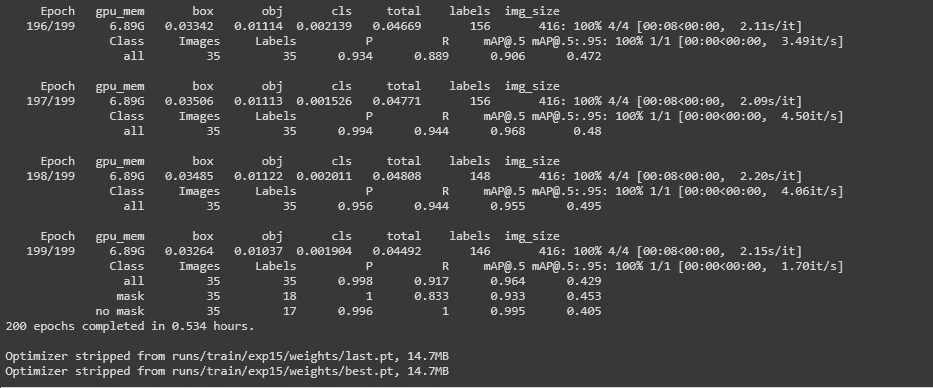 Epoch gpu_mem box obj cls total labels img_size
196/199 6.89G 0.03342 0.01114 0.002139 0.04669 156 416: 100% 4/4 [00:08<00:00, 2.11s/it]
Class Images Labels P R mAP@.5 mAP@.5:.95: 100% 1/1 [00:00<00:00, 3.49it/s]
all 35 35 0.934 0.889 0.906 0.472
Epoch gpu_mem box obj cls total labels img_size
197/199 6.89G 0.03506 0.01113 0.001526 0.04771 156 416: 100% 4/4 [00:08<00:00, 2.09s/it]
Class Images Labels P R mAP@.5 mAP@.5:.95: 100% 1/1 [00:00<00:00, 4.50it/s]
all 35 35 0.994 0.944 0.968 0.48
Epoch gpu_mem box obj cls total labels img_size
198/199 6.89G 0.03485 0.01122 0.002011 0.04808 148 416: 100% 4/4 [00:08<00:00, 2.20s/it]
Class Images Labels P R mAP@.5 mAP@.5:.95: 100% 1/1 [00:00<00:00, 4.06it/s]
all 35 35 0.956 0.944 0.955 0.495
Epoch gpu_mem box obj cls total labels img_size
199/199 6.89G 0.03264 0.01037 0.001904 0.04492 146 416: 100% 4/4 [00:08<00:00, 2.15s/it]
Class Images Labels P R mAP@.5 mAP@.5:.95: 100% 1/1 [00:00<00:00, 1.70it/s]
all 35 35 0.998 0.917 0.964 0.429
mask 35 18 1 0.833 0.933 0.453
no mask 35 17 0.996 1 0.995 0.405
200 epochs completed in 0.534 hours.
Optimizer stripped from runs/train/exp15/weights/last.pt, 14.7MB
Optimizer stripped from runs/train/exp15/weights/best.pt, 14.7MB